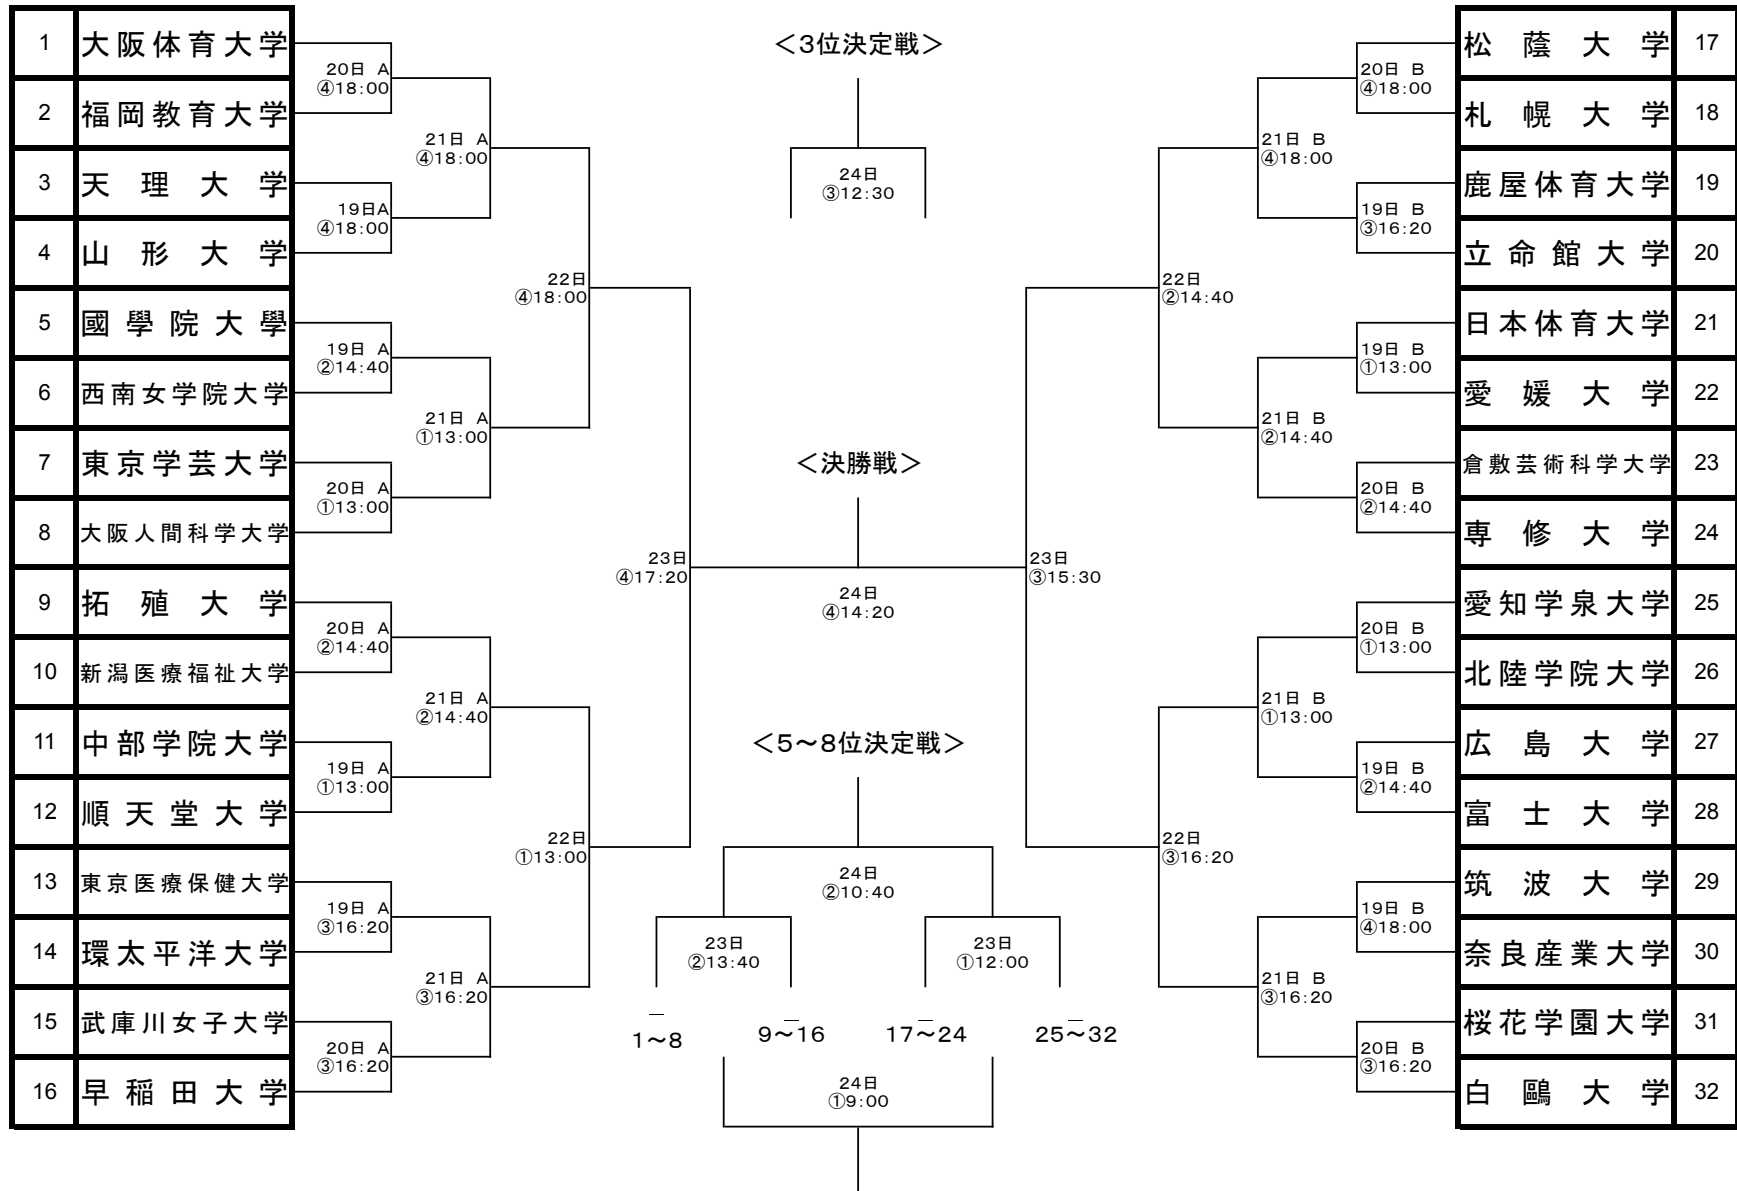 1 大阪体育大学
2 福岡教育大学
3 天理大学
4 山形大学
5 國學院大學
6 西南女学院大学
7 東京学芸大学
8 大阪人間科学大学
9 拓殖大学
10 新潟医療福祉大学
11 中部学院大学
12 順天堂大学
13 東京医療保健大学
14 環太平洋大学
15 武庫川女子大学
16 早稲田大学
20日 A
④18:00
19日A
④18:00
19日 A
②14:40
20日 A
①13:00
20日 A
②14:40
19日 A
①13:00
19日 A
③16:20
20日 A
③16:20
21日 A
④18:00
21日 A
①13:00
21日 A
②14:40
21日 A
③16:20
22日
④18:00
22日
①13:00
23日
④17:20
＜3位決定戦＞
24日
③12:30
＜決勝戦＞
24日
④14:20
＜5～8位決定戦＞
24日
②10:40
23日
②13:40
23日
①12:00
1～8
9～16
17～24
25～32
24日
①9:00
23日
③15:30
22日
②14:40
22日
③16:20
21日 B
④18:00
21日 B
②14:40
21日 B
①13:00
21日 B
③16:20
20日 B
④18:00
19日 B
③16:20
19日 B
①13:00
20日 B
②14:40
20日 B
①13:00
19日 B
②14:40
19日 B
④18:00
20日 B
③16:20
松蔭大学 17
札幌大学 18
鹿屋体育大学 19
立命館大学 20
日本体育大学 21
愛媛大学 22
倉敷芸術科学大学 23
専修大学 24
愛知学泉大学 25
北陸学院大学 26
広島大学 27
富士大学 28
筑波大学 29
奈良産業大学 30
桜花学園大学 31
白鷗大学 32